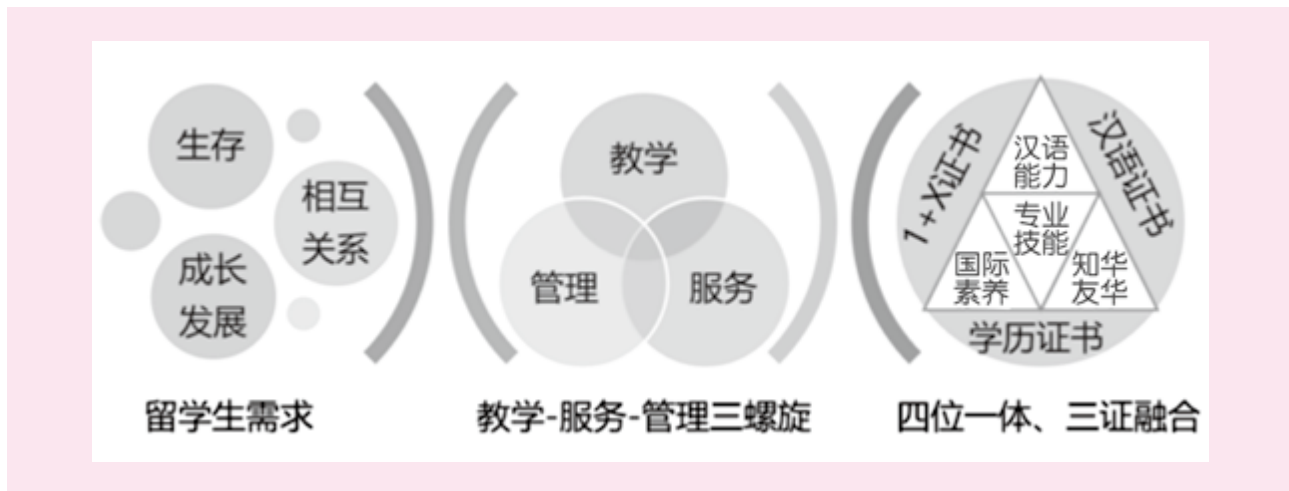 生存
相互
关系
成长
发展
留学生需求
教学
管理
服务
教学-服务-管理三螺旋
1+X证书
汉语证书
汉语
能力
专业
技能
国际
素养
知华
友华
学历证书
四位一体、三证融合